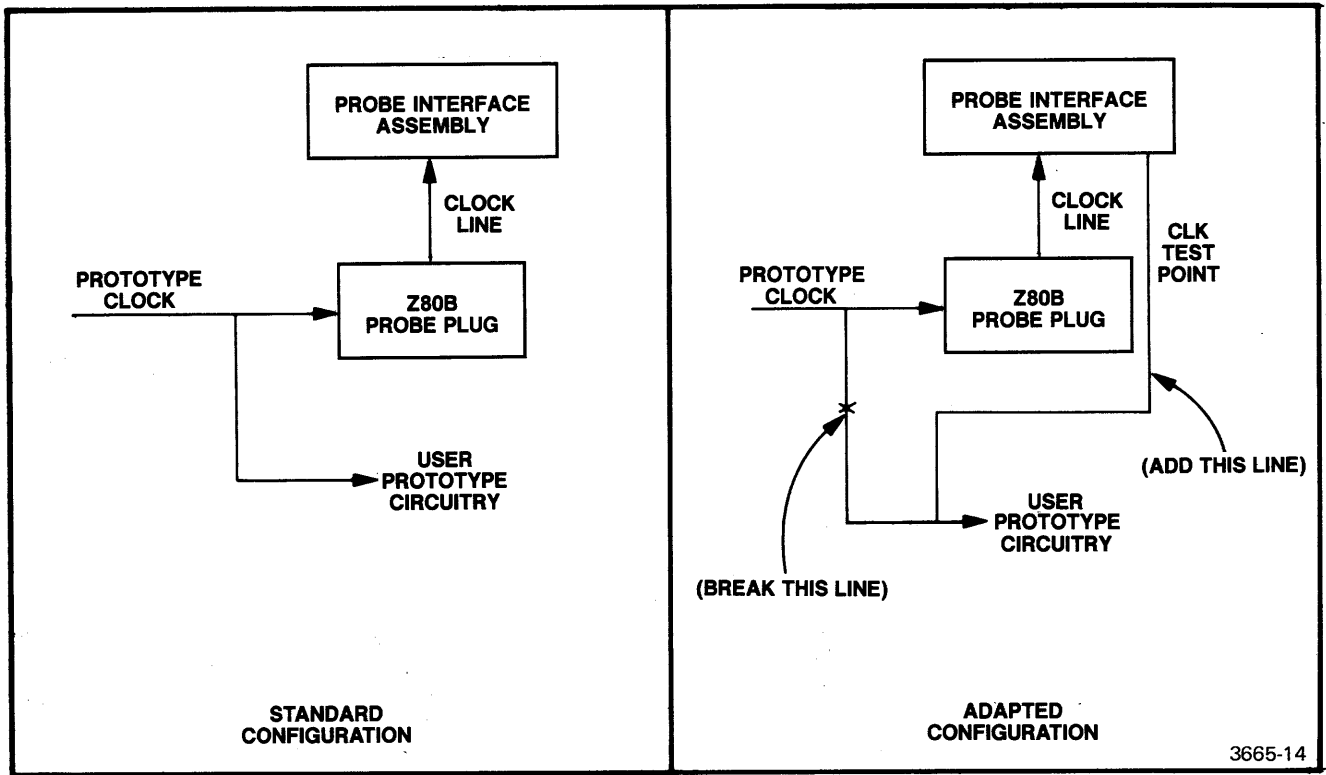 PROBE INTERFACE
ASSEMBLY
CLOCK
LINE
PROTOTYPE
CLOCK
Z80B
PROBE PLUG
USER
PROTOTYPE
CIRCUITRY
STANDARD
CONFIGURATION
PROBE INTERFACE
ASSEMBLY
CLOCK
LINE
CLK
TEST
POINT
PROTOTYPE
CLOCK
Z80B
PROBE PLUG
(ADD THIS LINE)
USER
PROTOTYPE
CIRCUITRY
(BREAK THIS LINE)
ADAPTED
CONFIGURATION
3665-14